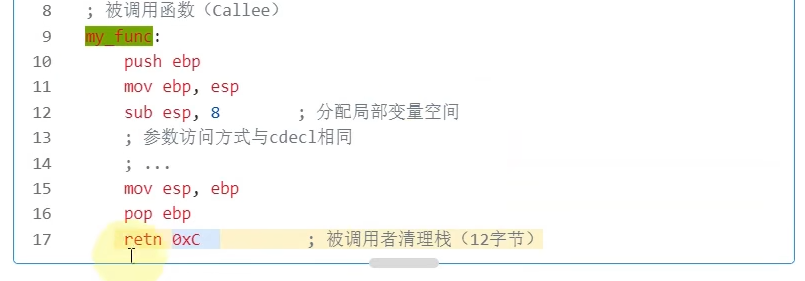 8 ; 被调用函数（Callee）
9 my_func:
10 push ebp
11 mov ebp, esp
12 sub esp, 8 ; 分配局部变量空间
13 ; 参数访问方式与cdecl相同
14 ; ...
15 mov esp, ebp
16 pop ebp
17 retn 0xC ; 被调用者清理栈（12字节）